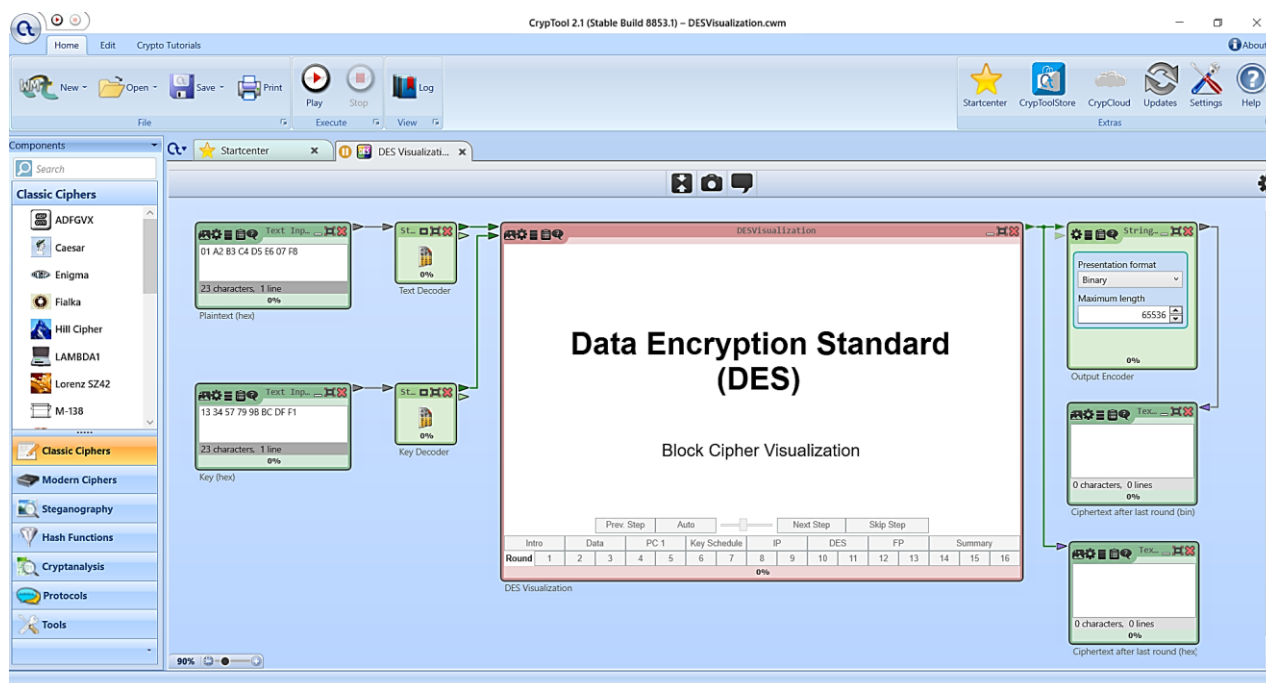 CrypTool 2.1 (Stable Build 8853.1) – DESVisualization.cwm
Home Edit Crypto Tutorials
About
New Open Save Print Play Stop Log
Startcenter CrypToolStore CrypCloud Updates Settings Help
File Execute View Extras
Components
Startcenter
DES Visualizati...
Search
Classic Ciphers
ADFGVX
Caesar
Enigma
Fialka
Hill Cipher
LAMBDA1
Lorenz SZ42
M-138
Classic Ciphers
Modern Ciphers
Steganography
Hash Functions
Cryptanalysis
Protocols
Tools
Text Inp...
01 A2 B3 C4 D5 E6 07 F8
23 characters, 1 line
0%
Plaintext (hex)
St...
0%
Text Decoder
Text Inp...
13 34 57 79 9B BC DF F1
23 characters, 1 line
0%
Key (hex)
St...
0%
Key Decoder
DESVisualization
Data Encryption Standard
(DES)
Block Cipher Visualization
Prev. Step Auto Next Step Skip Step
Intro Data PC 1 Key Schedule IP DES FP Summary
Round 1 2 3 4 5 6 7 8 9 10 11 12 13 14 15 16
0%
DES Visualization
String...
Presentation format
Binary
Maximum length
65536
0%
Output Encoder
Tex...
0 characters, 0 lines
0%
Ciphertext after last round (bin)
Tex...
0 characters, 0 lines
0%
Ciphertext after last round (hex)
90%